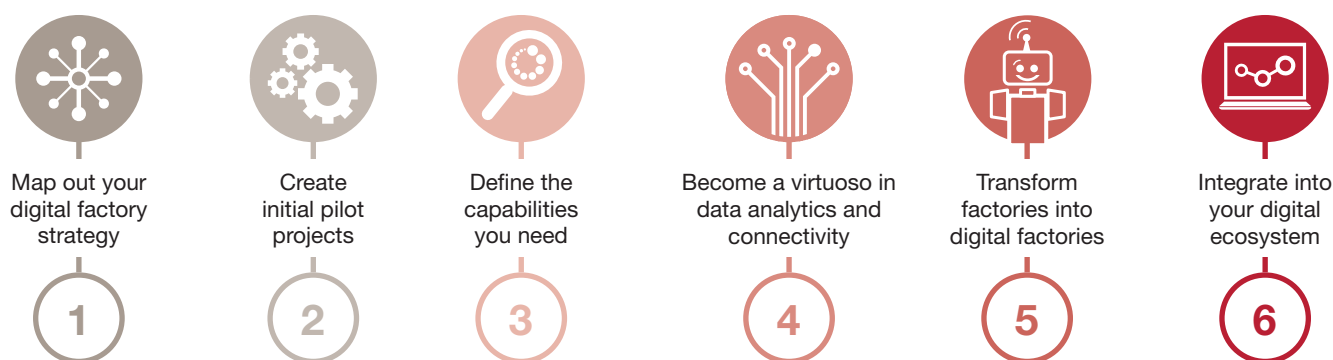 Map out your
digital factory
strategy
1
Create
initial pilot
projects
2
Define the
capabilities
you need
3
Become a virtuoso in
data analytics and
connectivity
4
Transform
factories into
digital factories
5
Integrate into
your digital
ecosystem
6